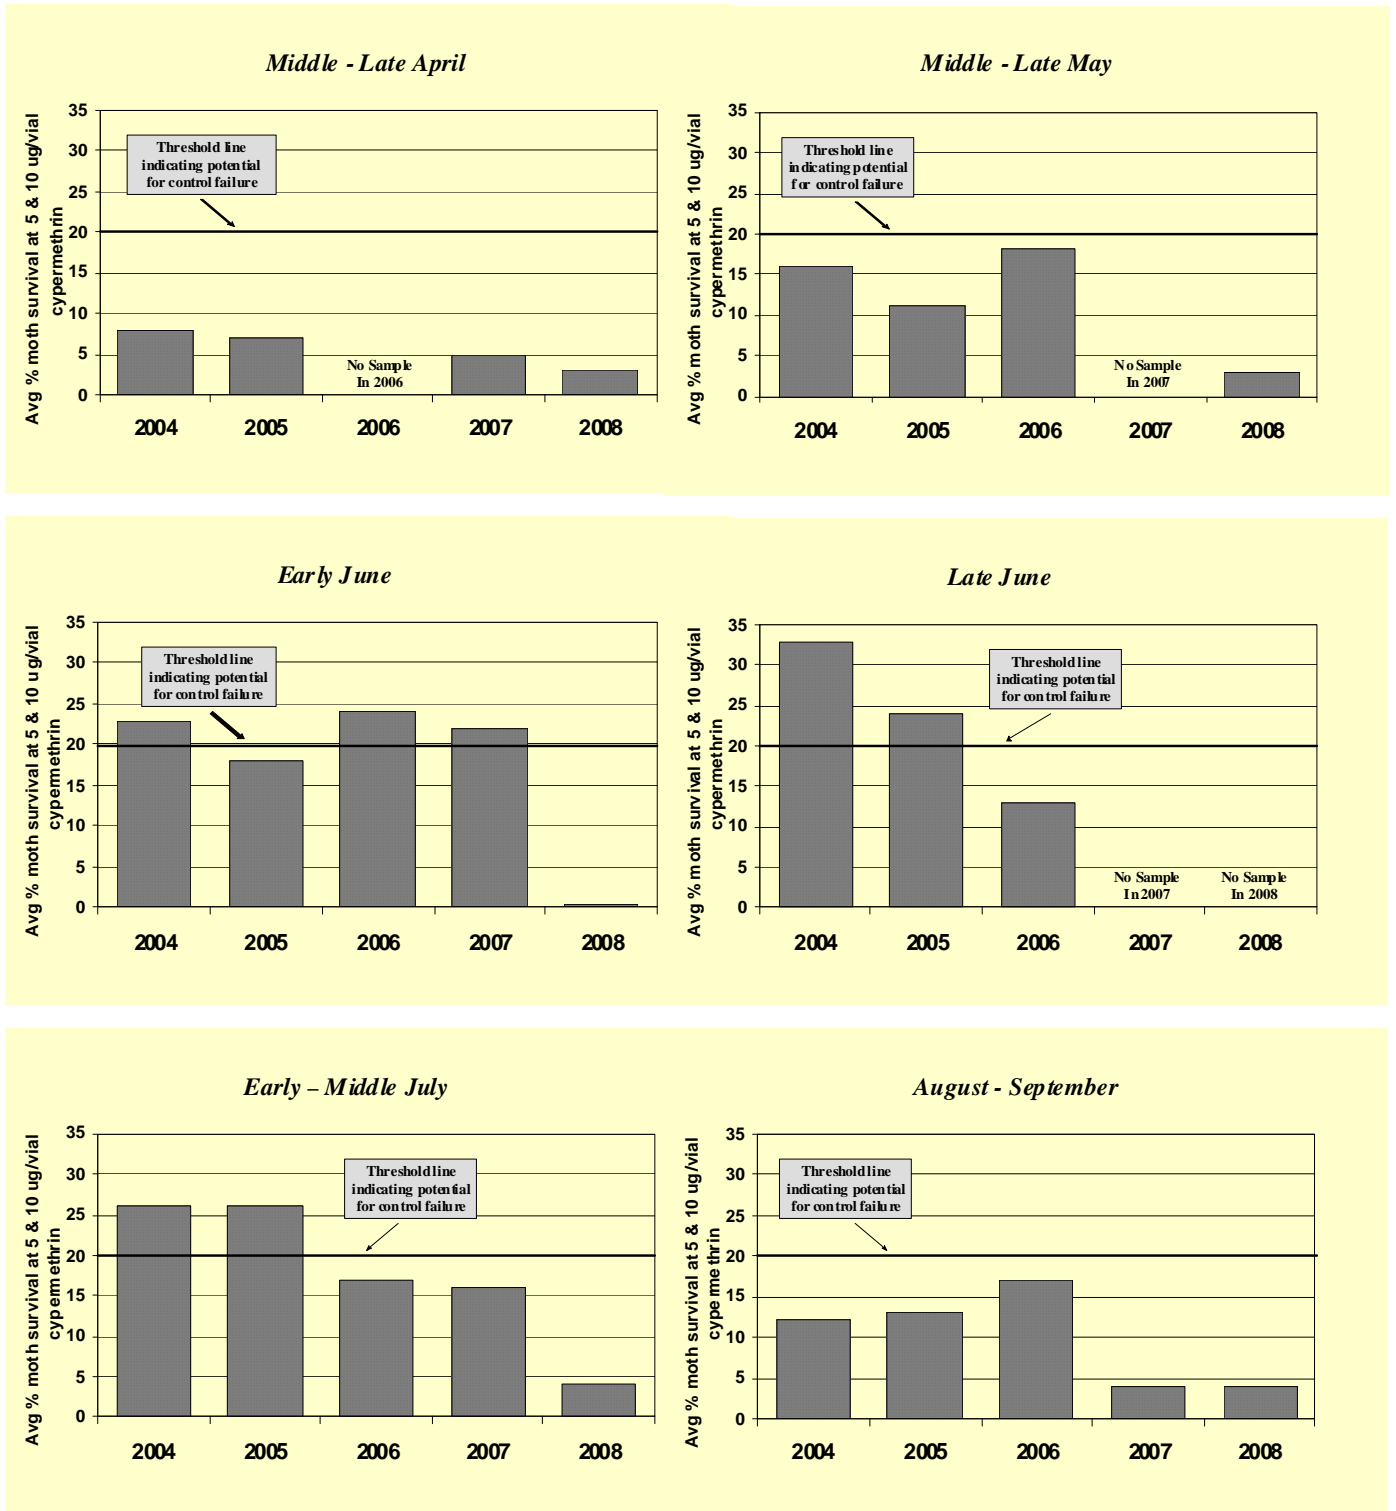 Middle - Late April
Avg % moth survival at 5 & 10 ug/vial
cypermethrin
35
30
25
20
15
10
5
0
Threshold line
indicating potential
for control failure
No Sample
In 2006
2004 2005 2006 2007 2008
Middle - Late May
Avg % moth survival at 5 & 10 ug/vial
cypermethrin
35
30
25
20
15
10
5
0
Threshold line
indicating potential
for control failure
No Sample
In 2007
2004 2005 2006 2007 2008
Early June
Avg % moth survival at 5 & 10 ug/vial
cypermethrin
35
30
25
20
15
10
5
0
Threshold line
indicating potential
for control failure
2004 2005 2006 2007 2008
Late June
Avg % moth survival at 5 & 10 ug/vial
cypermethrin
35
30
25
20
15
10
5
0
Threshold line
indicating potential
for control failure
No Sample
In 2007
No Sample
In 2008
2004 2005 2006 2007 2008
Early – Middle July
Avg % moth survival at 5 & 10 ug/vial
cypermethrin
35
30
25
20
15
10
5
0
Threshold line
indicating potential
for control failure
2004 2005 2006 2007 2008
August - September
Avg % moth survival at 5 & 10 ug/vial
cypermethrin
35
30
25
20
15
10
5
0
Threshold line
indicating potential
for control failure
2004 2005 2006 2007 2008